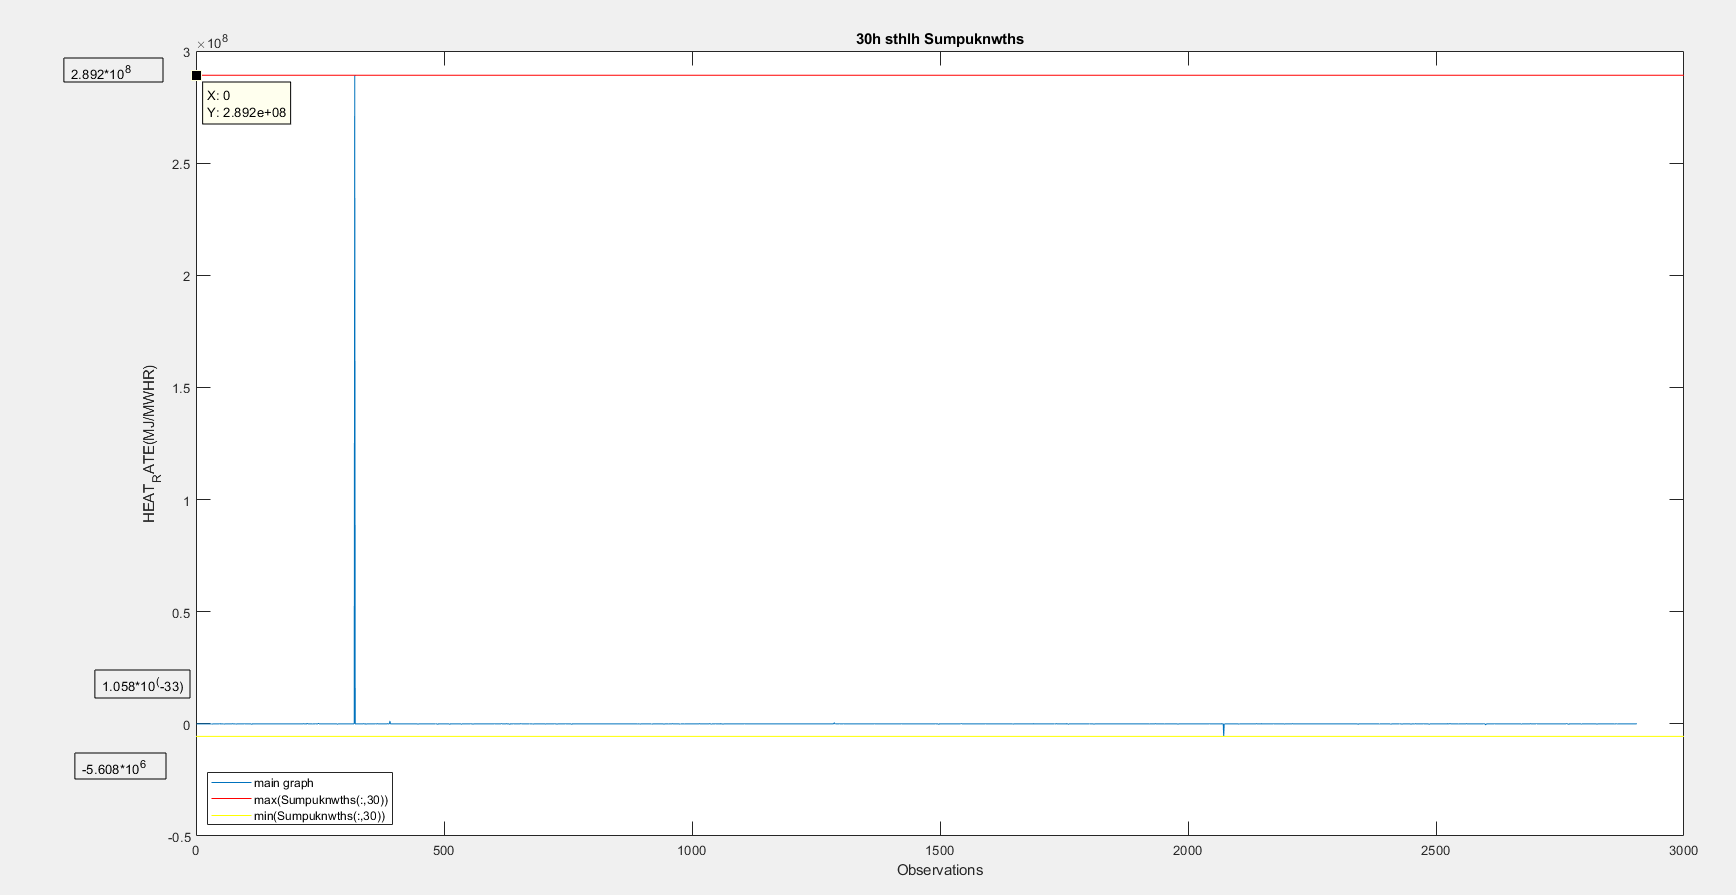 30h sthlh Sumpuknwths
×10^8
3
2.892*10^8
X: 0
Y: 2.892e+08
2.5
2
1.5
1
0.5
1.058*10^(-33)
0
-5.608*10^6
-0.5
HEAT_RATE(MJ/MWHR)
main graph
max(Sumpuknwths(:,30))
min(Sumpuknwths(:,30))
0 500 1000 1500 2000 2500 3000
Observations